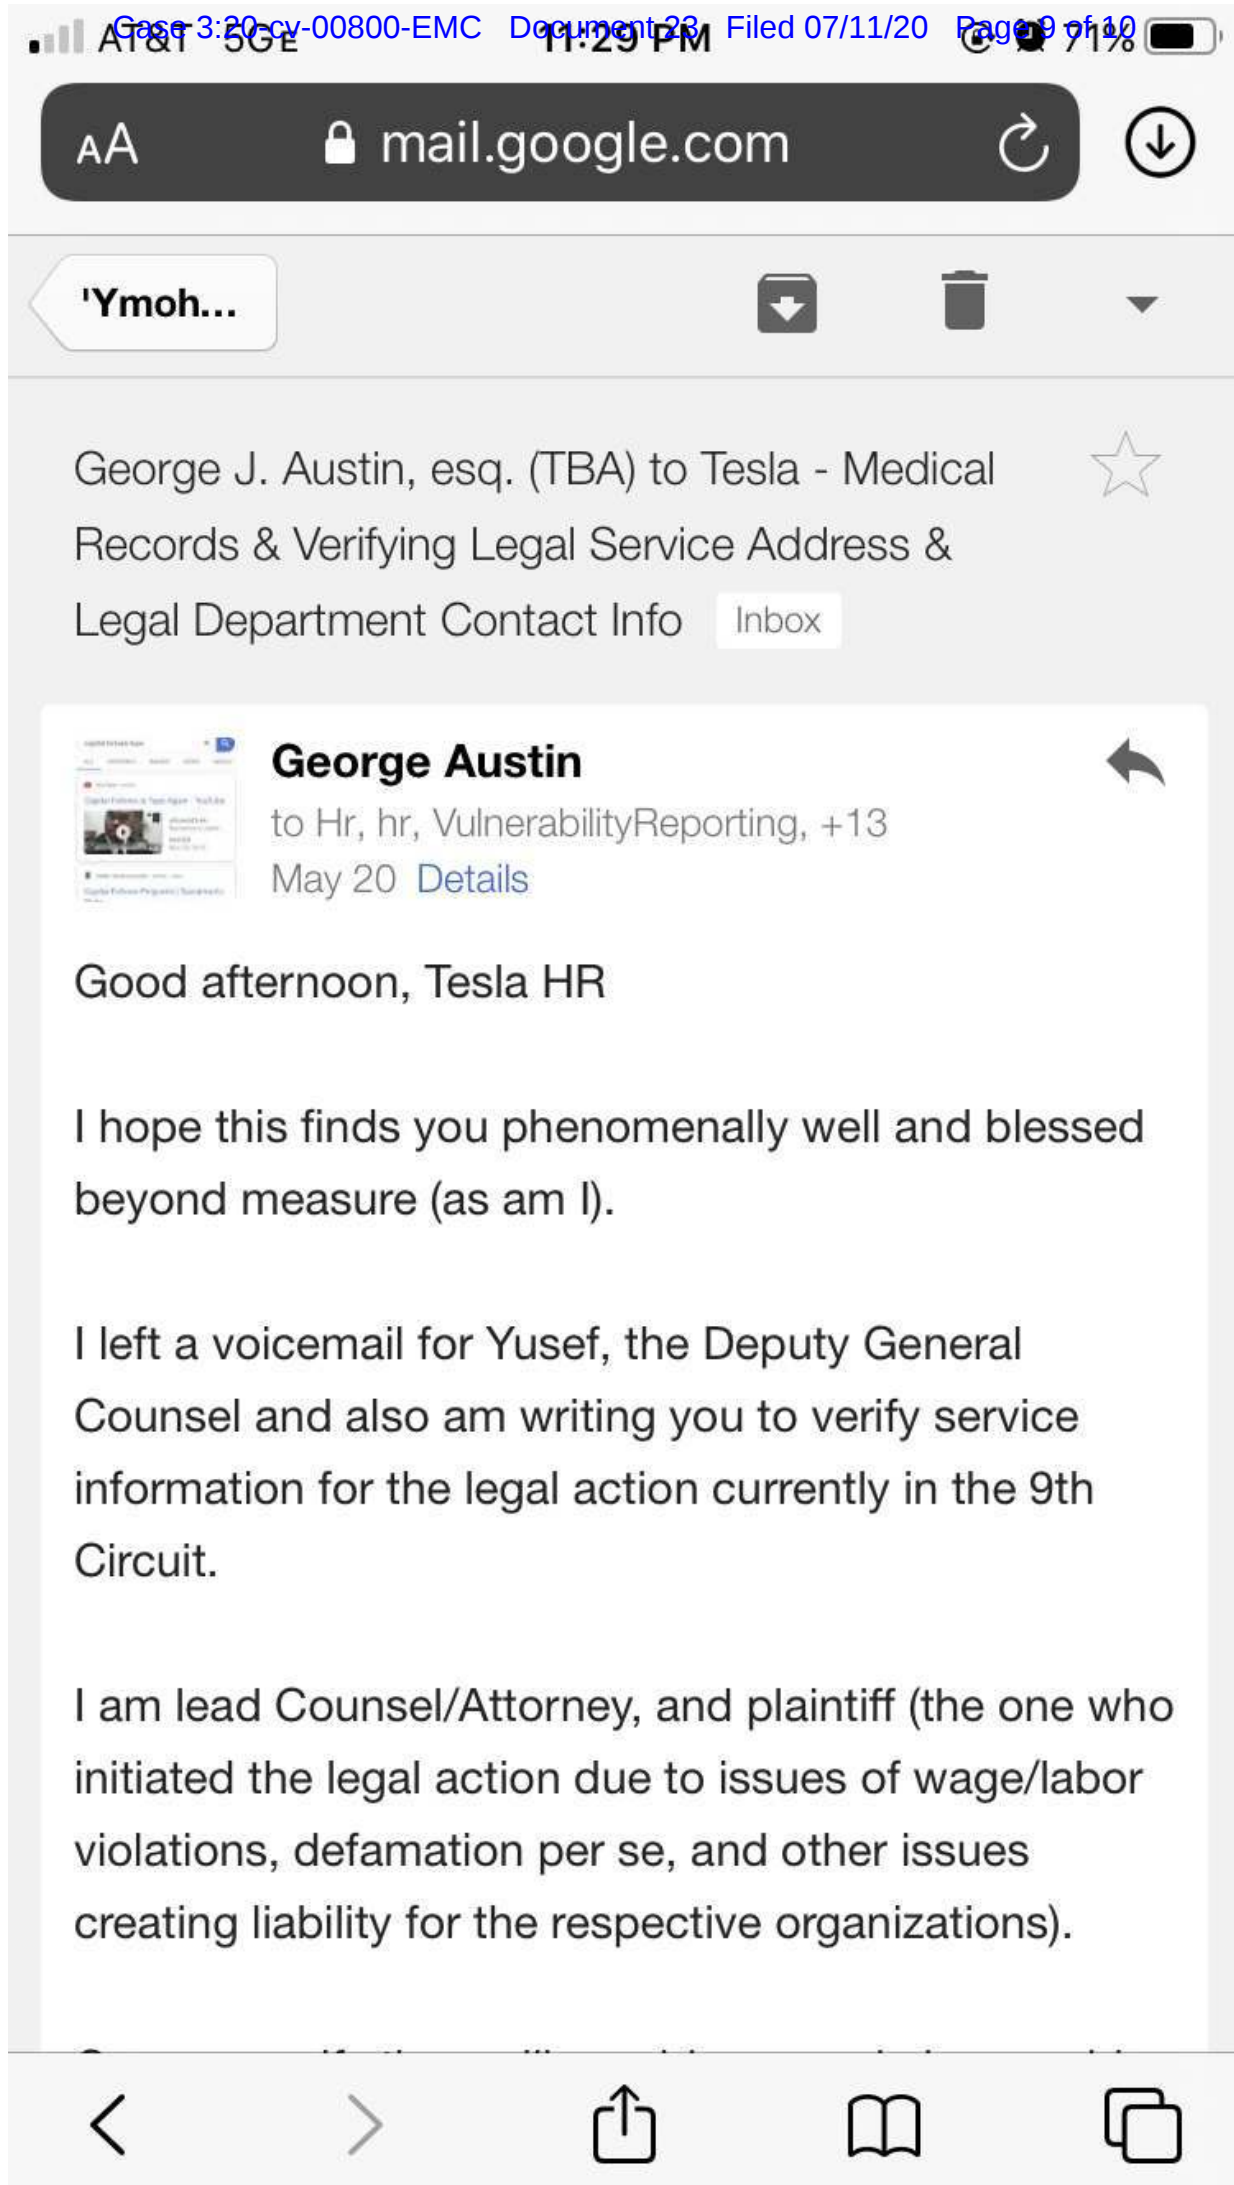 Case 3:20-cv-00800-EMC Document 23 Filed 07/11/20 Page 9 of 10
AT&T 5GE 11:29 PM 71%
AA mail.google.com
'Ymoh...
George J. Austin, esq. (TBA) to Tesla - Medical
Records & Verifying Legal Service Address &
Legal Department Contact Info Inbox
George Austin
to Hr, hr, VulnerabilityReporting, +13
May 20 Details
Good afternoon, Tesla HR
I hope this finds you phenomenally well and blessed
beyond measure (as am I).
I left a voicemail for Yusef, the Deputy General
Counsel and also am writing you to verify service
information for the legal action currently in the 9th
Circuit.
I am lead Counsel/Attorney, and plaintiff (the one who
initiated the legal action due to issues of wage/labor
violations, defamation per se, and other issues
creating liability for the respective organizations).